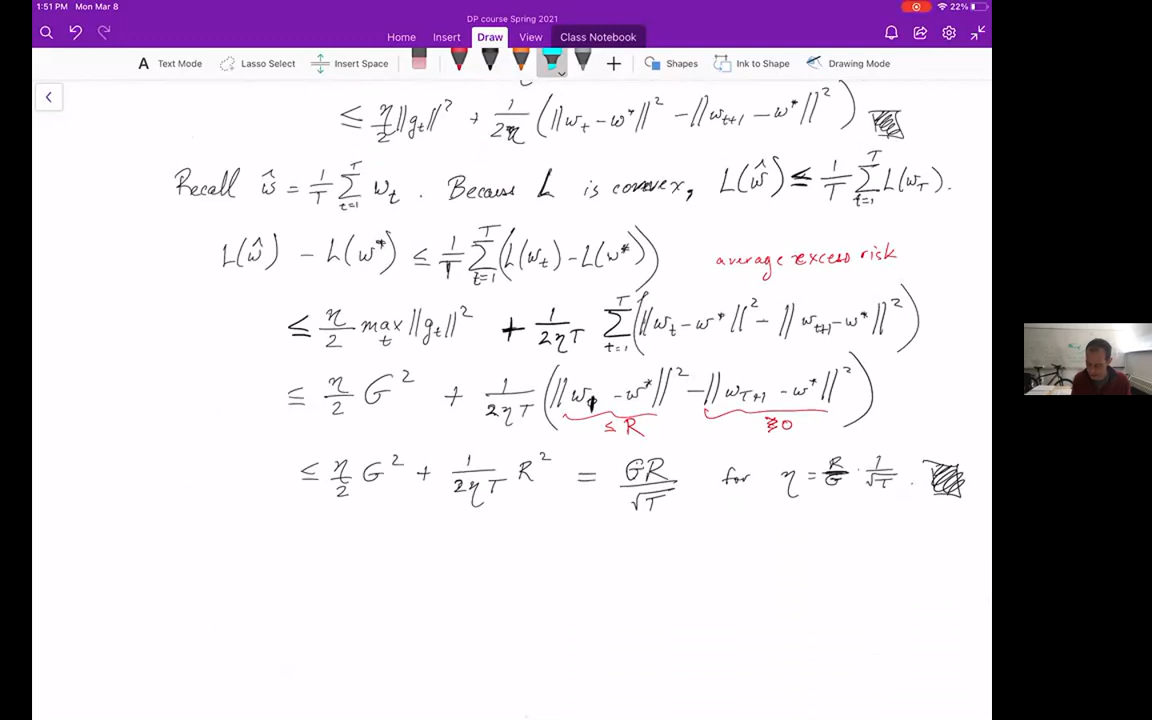 1:51 PM Mon Mar 8
22%
DP course Spring 2021
Home Insert Draw View Class Notebook
A Text Mode Lasso Select Insert Space Shapes Ink to Shape Drawing Mode
≤ η/2 ||g_t||² + 1/2η (||w_t − w*||² − ||w_{t+1} − w*||²)
Recall ŵ = 1/T Σ_{t=1}^T w_t . Because L is convex, L(ŵ) ≤ 1/T Σ_{t=1}^T L(w_T).
L(ŵ) − L(w*) ≤ 1/T Σ_{t=1}^T (L(w_t) − L(w*)) average excess risk
≤ η/2 max_t ||g_t||² + 1/2ηT Σ_{t=1}^T (||w_t − w*||² − ||w_{t+1} − w*||²)
≤ η/2 G² + 1/2ηT (||w_1 − w*||² − ||w_{T+1} − w*||²)
≤ R ≥0
≤ η/2 G² + 1/2ηT R² = GR/√T for η = R/G · 1/√T .